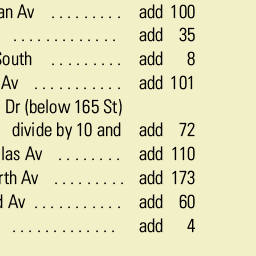 an Av ......... add 100
............. add 35
South ......... add 8
Av ........... add 101
Dr (below 165 St)
divide by 10 and add 72
las Av ........ add 110
rth Av ......... add 173
d Av ........... add 60
............. add 4